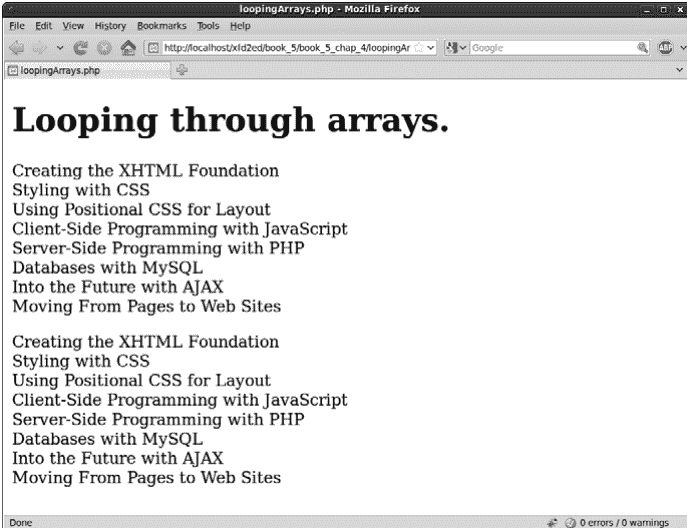 loopingArrays.php - Mozilla Firefox
File Edit View History Bookmarks Tools Help
http://localhost/xfd2ed/book_5/book_5_chap_4/loopingAr Google ABP
loopingArrays.php
Looping through arrays.
Creating the XHTML Foundation
Styling with CSS
Using Positional CSS for Layout
Client-Side Programming with JavaScript
Server-Side Programming with PHP
Databases with MySQL
Into the Future with AJAX
Moving From Pages to Web Sites
Creating the XHTML Foundation
Styling with CSS
Using Positional CSS for Layout
Client-Side Programming with JavaScript
Server-Side Programming with PHP
Databases with MySQL
Into the Future with AJAX
Moving From Pages to Web Sites
Done 0 errors / 0 warnings